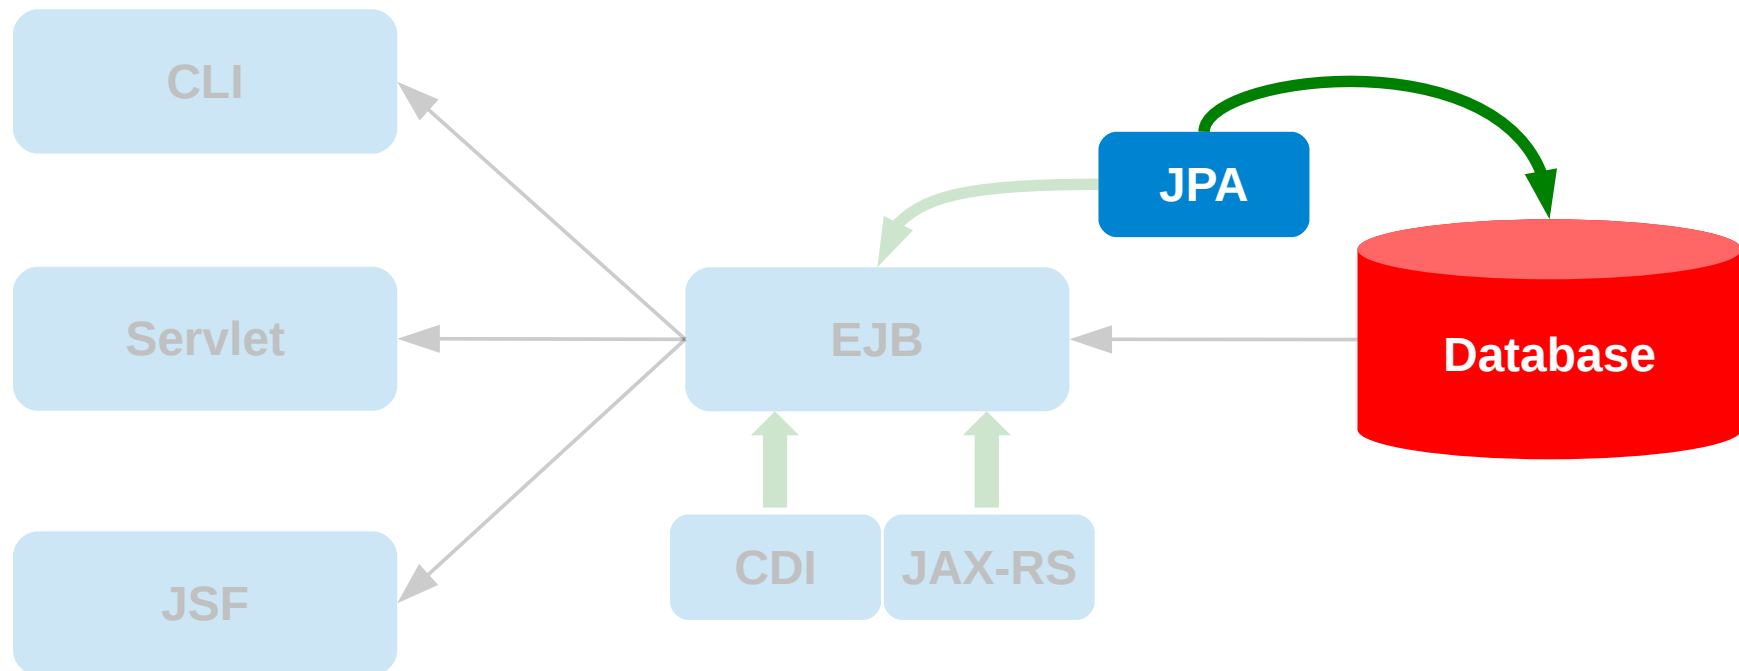 CLI
JPA
Servlet
EJB
Database
CDI
JAX-RS
JSF